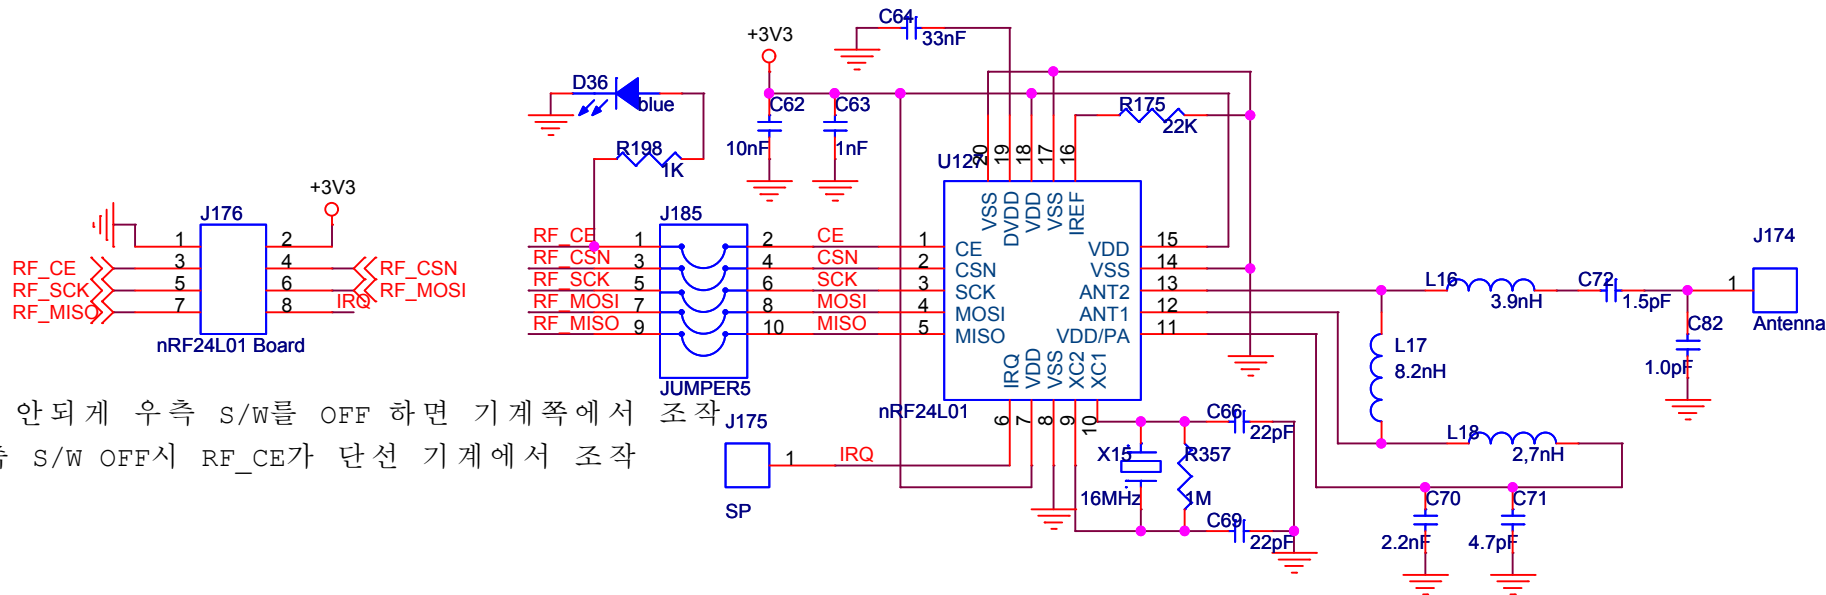 C64
33nF
+3V3
D36
blue
C62
10nF
C63
1nF
R175
22K
R198
1K
U127
20
19
18
17
16
VSS
DVDD
VDD
VSS
IREF
+3V3
J176
1 2
3 4
5 6
7 8
RF_CE
RF_SCK
RF_MISO
RF_CSN
RF_MOSI
IRQ
nRF24L01 Board
J185
RF_CE 1 2 CE 1 CE
RF_CSN 3 4 CSN 2 CSN
RF_SCK 5 6 SCK 3 SCK
RF_MOSI 7 8 MOSI 4 MOSI
RF_MISO 9 10 MISO 5 MISO
JUMPER5
VDD 15
VSS 14
ANT2 13
ANT1 12
VDD/PA 11
IRQ
VDD
VSS
XC2
XC1
nRF24L01
6
7
8
9
10
J174
1
Antenna
L16
3.9nH
C72
1.5pF
C82
1.0pF
L17
8.2nH
L18
2,7nH
C70
2.2nF
C71
4.7pF
안되게 우측 S/W를 OFF 하면 기계쪽에서 조작
S/W OFF시 RF_CE가 단선 기계에서 조작
J175
1
IRQ
SP
X15
16MHz
R357
1M
C66
22pF
C69
22pF